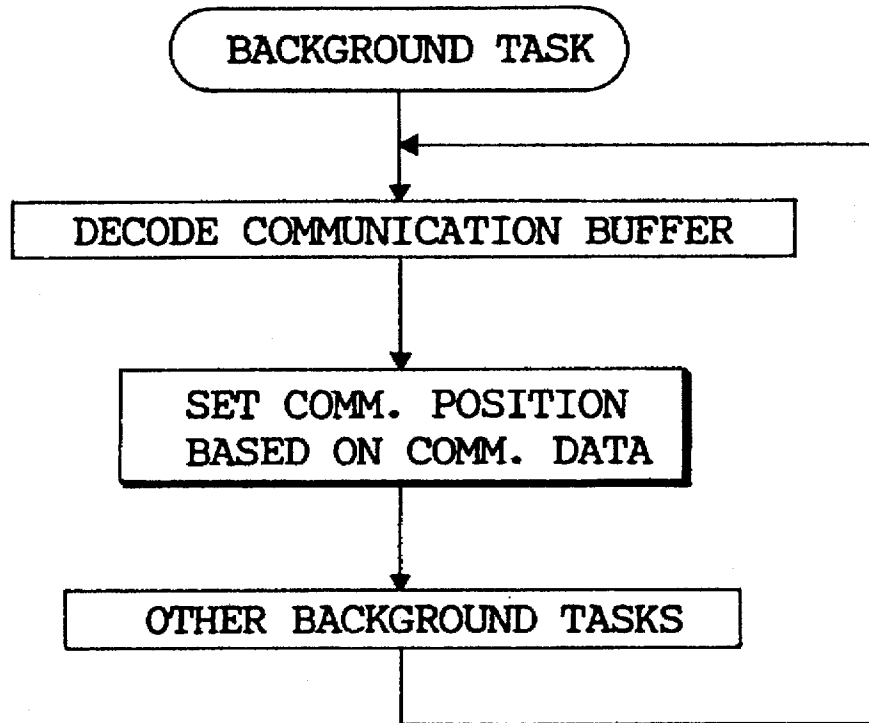 BACKGROUND TASK
DECODE COMMUNICATION BUFFER
SET COMM. POSITION
BASED ON COMM. DATA
OTHER BACKGROUND TASKS